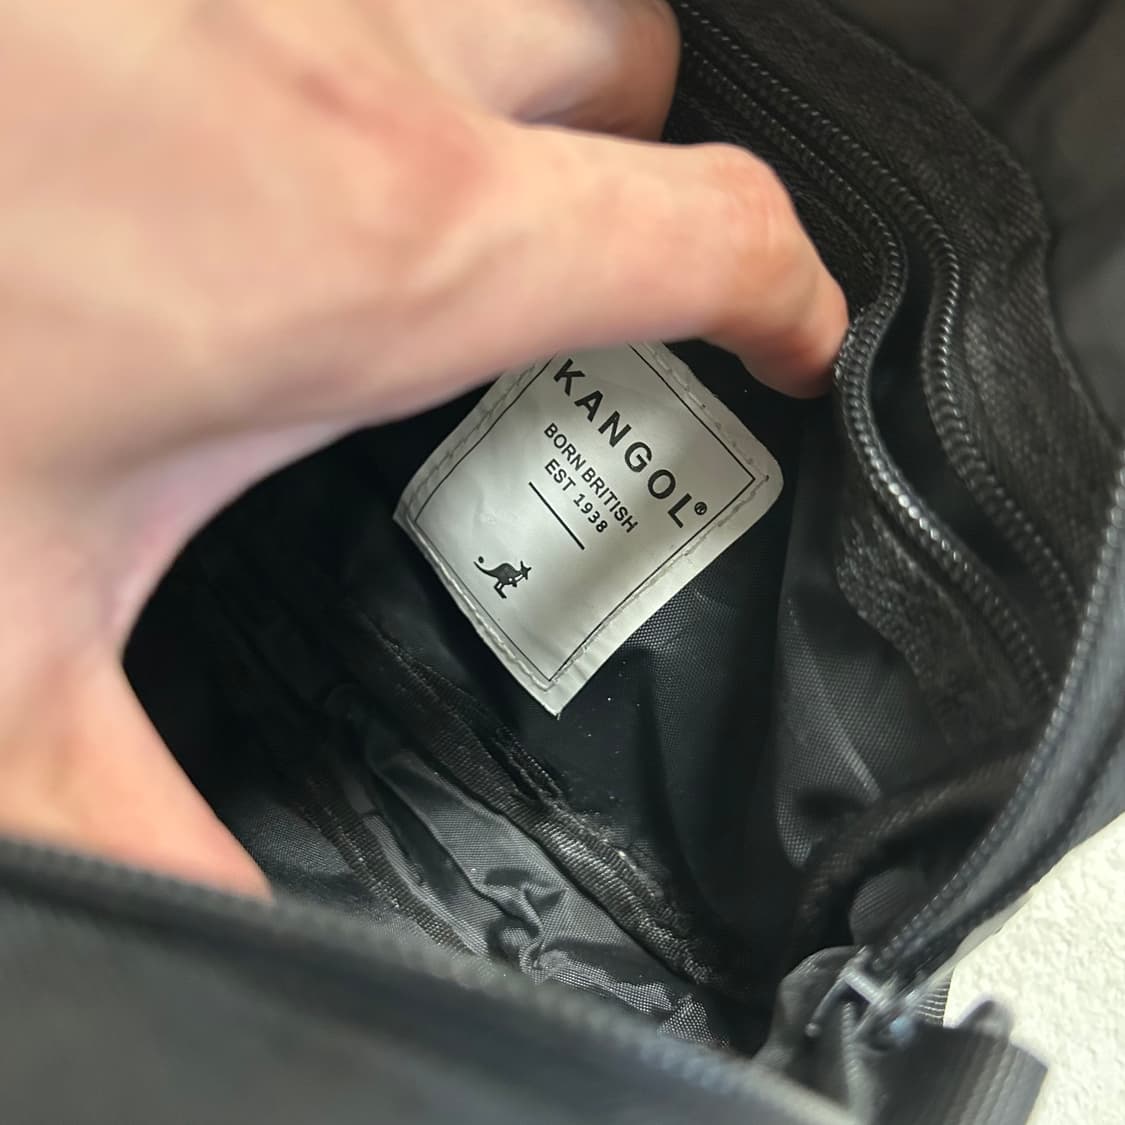 KANGOL®
BORN BRITISH
EST 1938